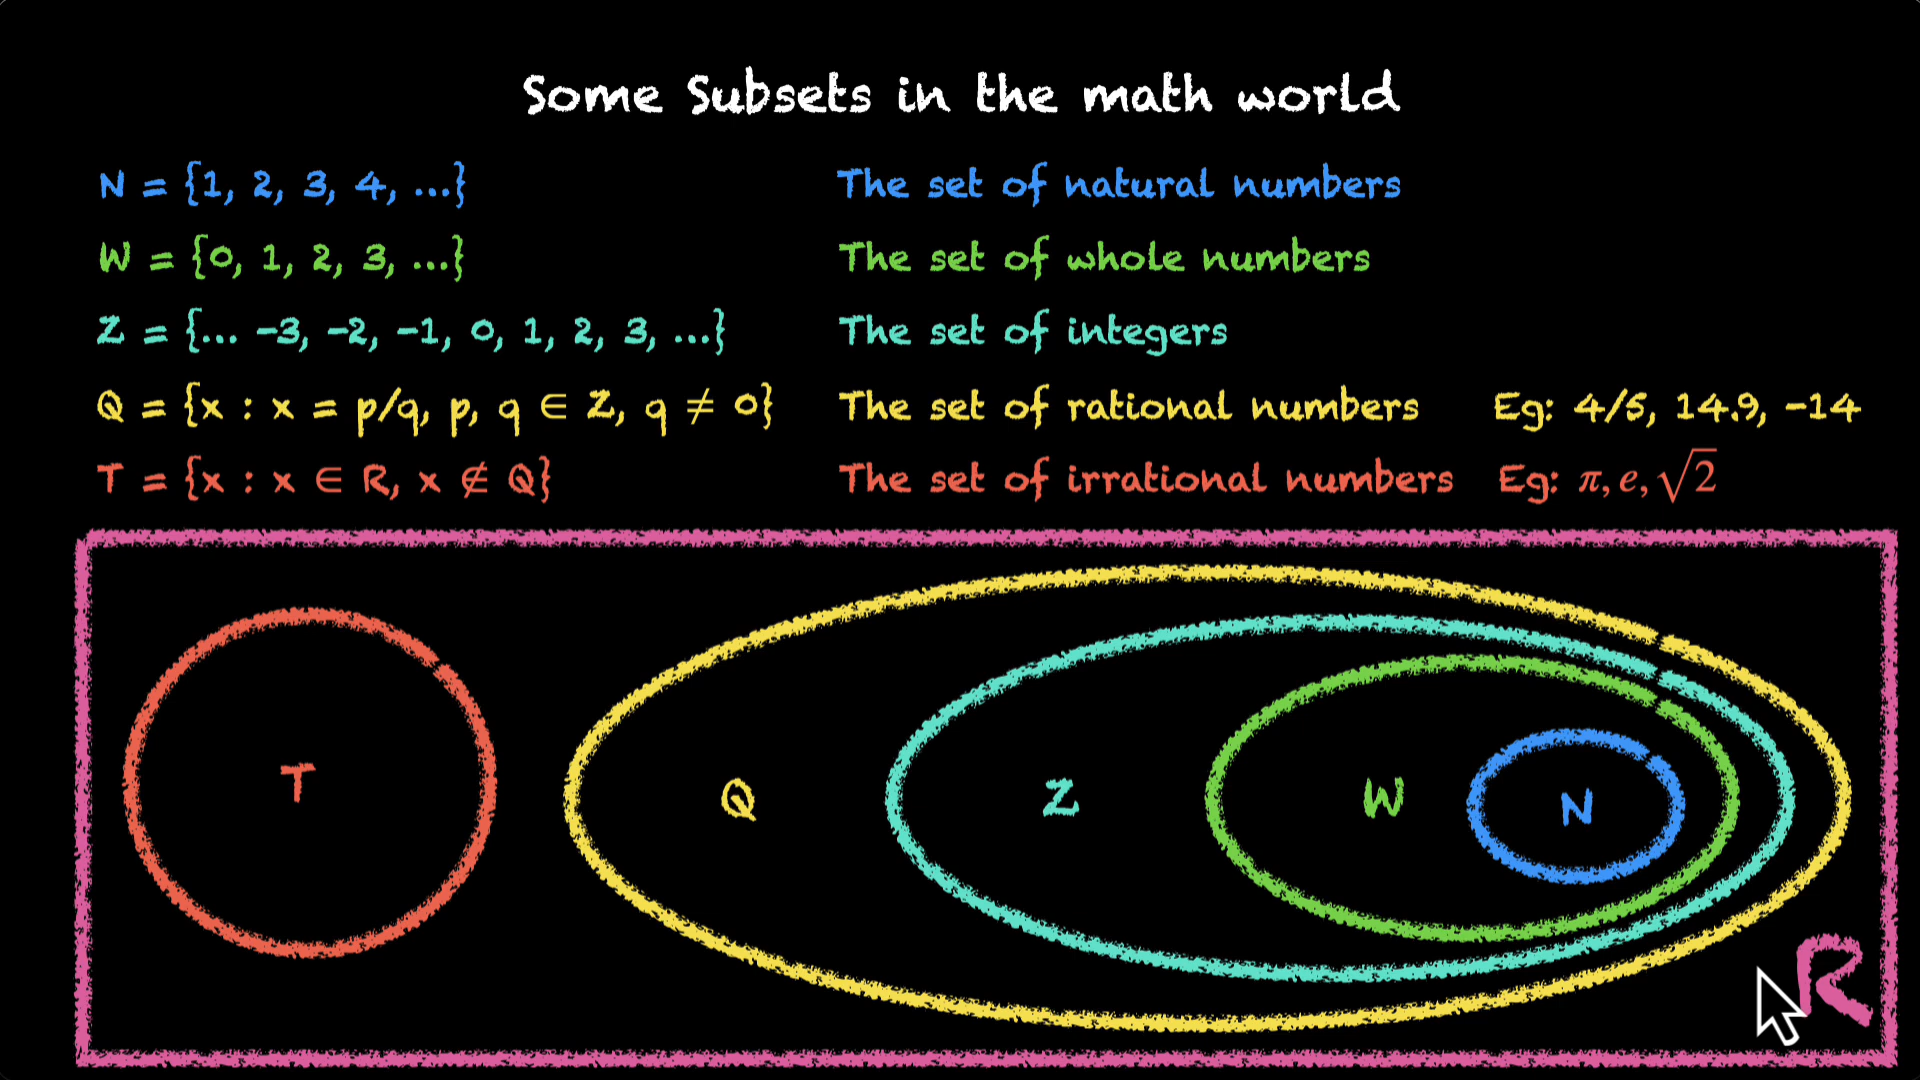 Some Subsets in the math world
N = {1, 2, 3, 4, ...} The set of natural numbers
W = {0, 1, 2, 3, ...} The set of whole numbers
Z = {... -3, -2, -1, 0, 1, 2, 3, ...} The set of integers
Q = {x : x = p/q, p, q ∈ Z, q ≠ 0} The set of rational numbers Eg: 4/5, 14.9, -14
T = {x : x ∈ R, x ∉ Q} The set of irrational numbers Eg: π, e, √2
T Q Z W N
R